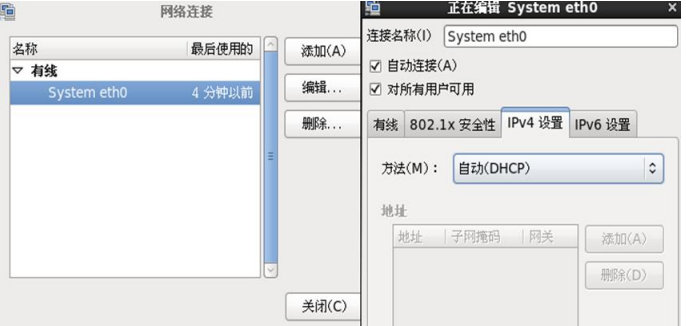 网络连接
名称 最后使用的
有线
System eth0 4 分钟以前
添加(A)
编辑...
删除...
关闭(C)
正在编辑 System eth0
连接名称(I) System eth0
自动连接(A)
对所有用户可用
有线 802.1x 安全性 IPv4 设置 IPv6 设置
方法(M)： 自动(DHCP)
地址
地址 子网掩码 网关
添加(A)
删除(D)